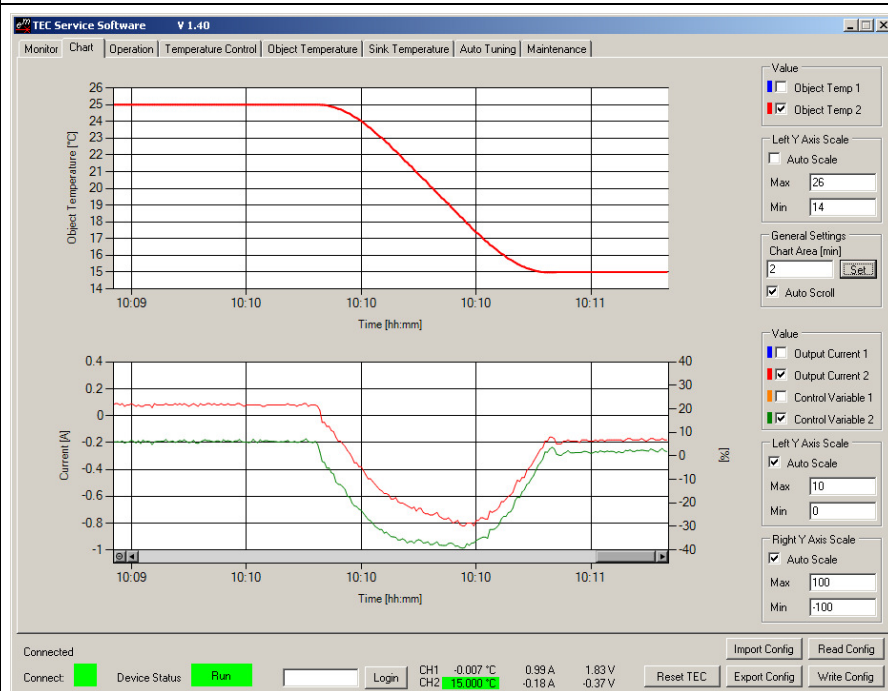 TEC Service Software V 1.40
Monitor Chart Operation Temperature Control Object Temperature Sink Temperature Auto Tuning Maintenance
Object Temperature [°C]
26
25
24
23
22
21
20
19
18
17
16
15
14
10:09 10:10 10:10 10:10 10:11
Time [hh:mm]
Value
Object Temp 1
Object Temp 2
Left Y Axis Scale
Auto Scale
Max 26
Min 14
General Settings
Chart Area [min]
2 Set
Auto Scroll
Current [A]
0.4
0.2
0
-0.2
-0.4
-0.6
-0.8
-1
40
30
20
10
0
-10
-20
-30
-40
[%]
10:09 10:10 10:10 10:10 10:11
Time [hh:mm]
Value
Output Current 1
Output Current 2
Control Variable 1
Control Variable 2
Left Y Axis Scale
Auto Scale
Max 10
Min 0
Right Y Axis Scale
Auto Scale
Max 100
Min -100
Connected
Connect: Device Status Run Login
CH1 -0.007 °C 0.99 A 1.83 V
CH2 15.000 °C -0.18 A -0.37 V
Reset TEC
Import Config Read Config
Export Config Write Config